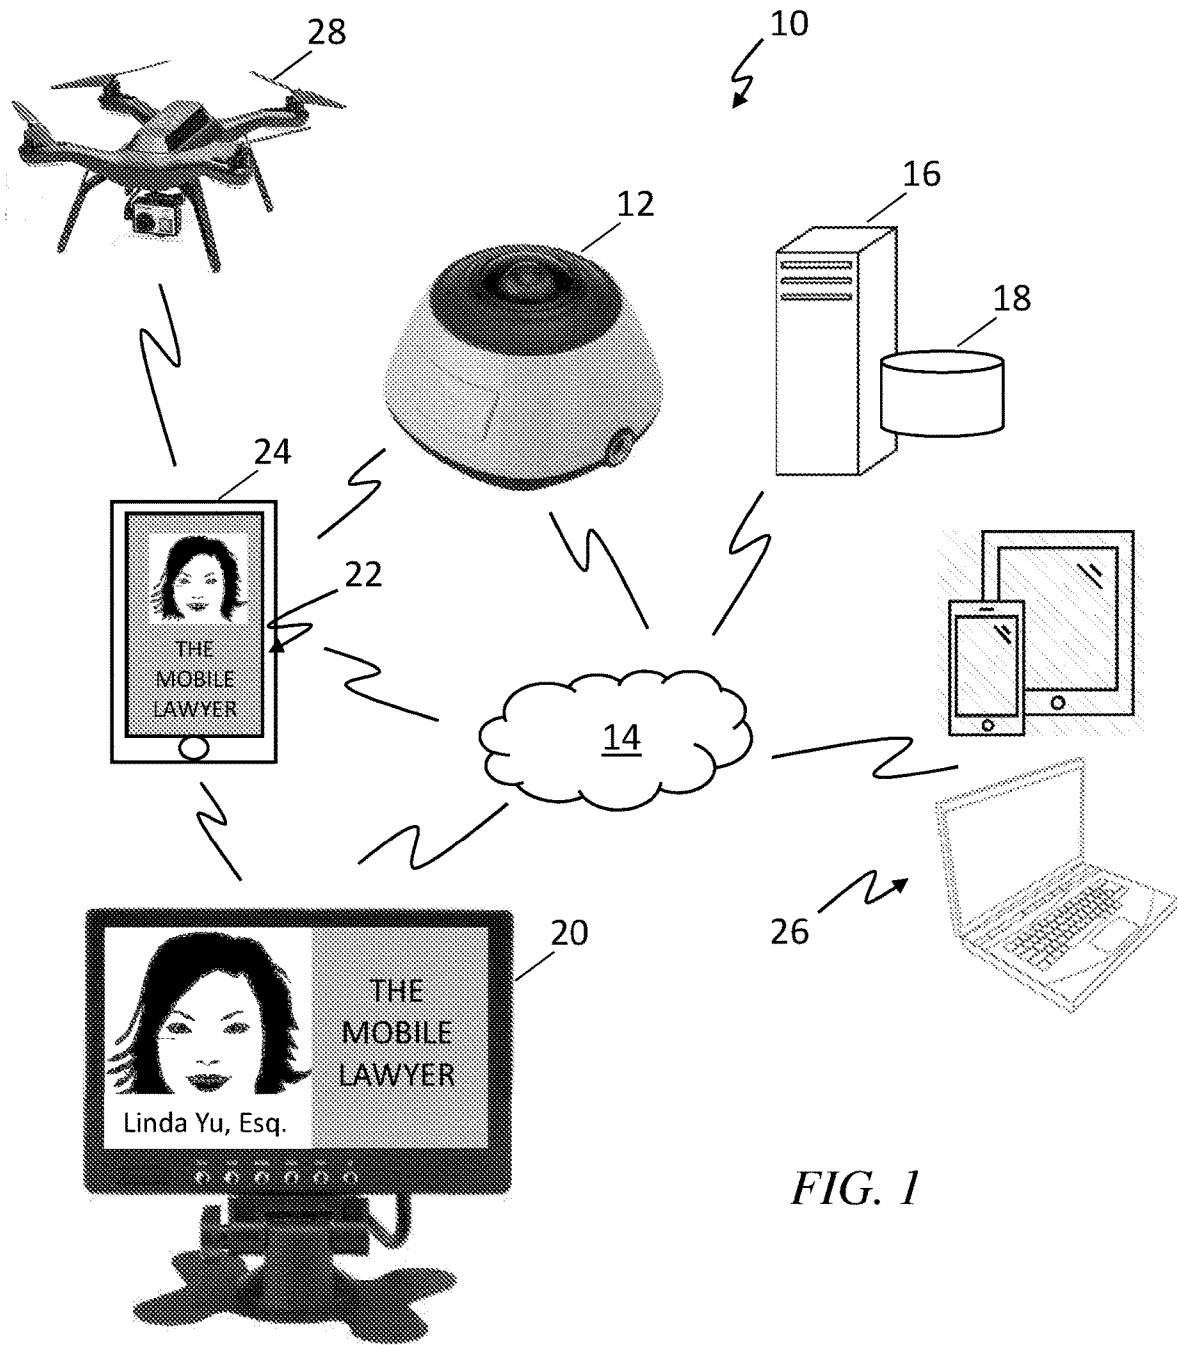 28
10
16
12
18
24
22
THE
MOBILE
LAWYER
14
26
20
THE
MOBILE
LAWYER
Linda Yu, Esq.
FIG. 1